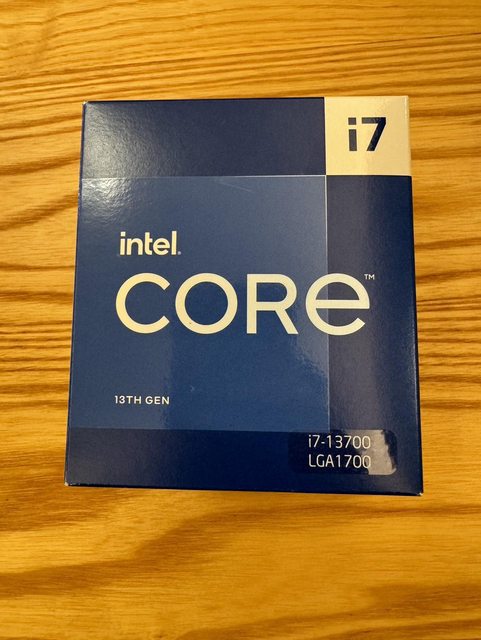 i7
intel.
CORe™
13TH GEN
i7-13700
LGA1700